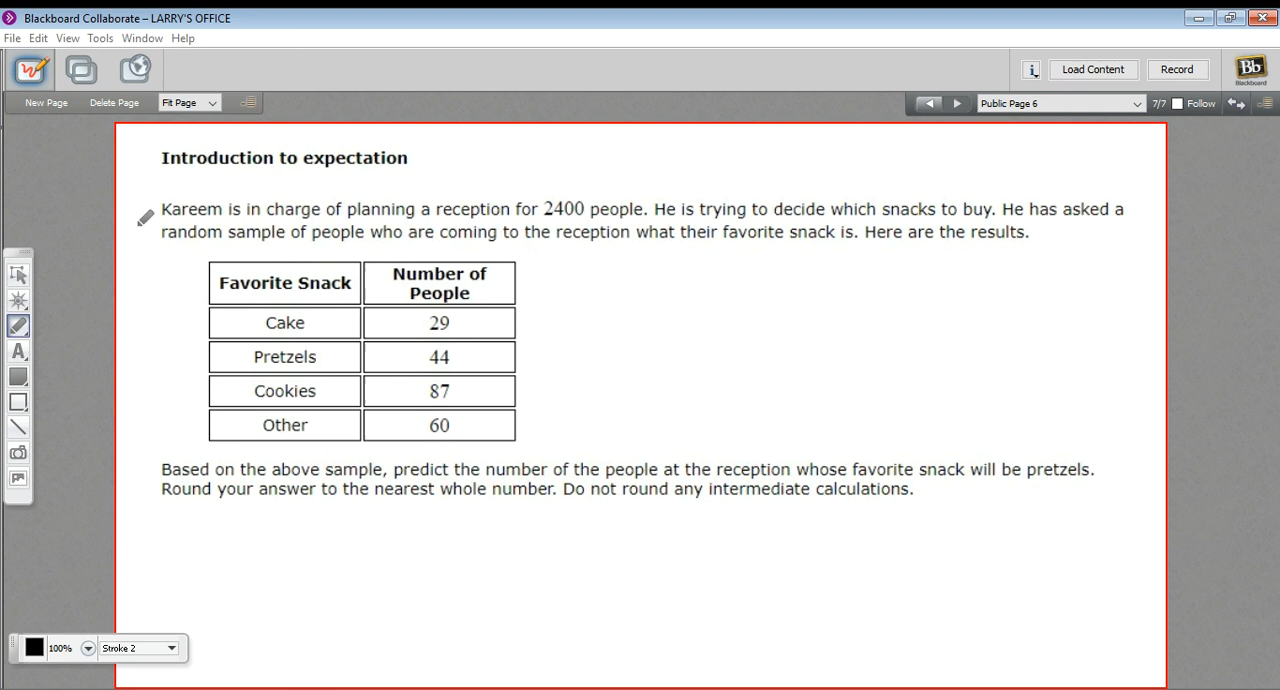 Blackboard Collaborate – LARRY'S OFFICE
File Edit View Tools Window Help
i Load Content Record Bb
Blackboard
New Page Delete Page Fit Page Public Page 6 7/7 Follow
Introduction to expectation
Kareem is in charge of planning a reception for 2400 people. He is trying to decide which snacks to buy. He has asked a
random sample of people who are coming to the reception what their favorite snack is. Here are the results.
Favorite Snack Number of People
Cake 29
Pretzels 44
Cookies 87
Other 60
Based on the above sample, predict the number of the people at the reception whose favorite snack will be pretzels.
Round your answer to the nearest whole number. Do not round any intermediate calculations.
A
100% Stroke 2